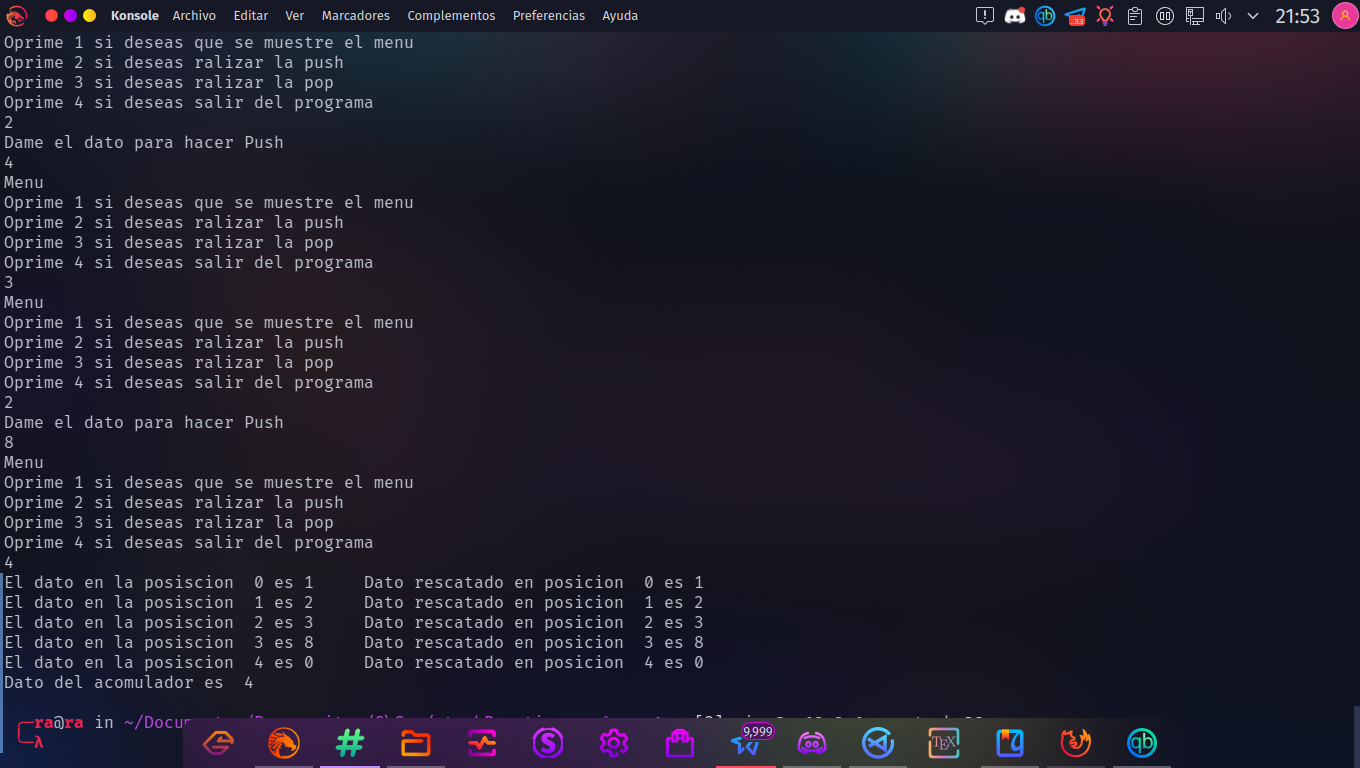 Konsole Archivo Editar Ver Marcadores Complementos Preferencias Ayuda 33 21:53
Oprime 1 si deseas que se muestre el menu
Oprime 2 si deseas ralizar la push
Oprime 3 si deseas ralizar la pop
Oprime 4 si deseas salir del programa
2
Dame el dato para hacer Push
4
Menu
Oprime 1 si deseas que se muestre el menu
Oprime 2 si deseas ralizar la push
Oprime 3 si deseas ralizar la pop
Oprime 4 si deseas salir del programa
3
Menu
Oprime 1 si deseas que se muestre el menu
Oprime 2 si deseas ralizar la push
Oprime 3 si deseas ralizar la pop
Oprime 4 si deseas salir del programa
2
Dame el dato para hacer Push
8
Menu
Oprime 1 si deseas que se muestre el menu
Oprime 2 si deseas ralizar la push
Oprime 3 si deseas ralizar la pop
Oprime 4 si deseas salir del programa
4
El dato en la posiscion 0 es 1 Dato rescatado en posicion 0 es 1
El dato en la posiscion 1 es 2 Dato rescatado en posicion 1 es 2
El dato en la posiscion 2 es 3 Dato rescatado en posicion 2 es 3
El dato en la posiscion 3 es 8 Dato rescatado en posicion 3 es 8
El dato en la posiscion 4 es 0 Dato rescatado en posicion 4 es 0
Dato del acomulador es 4
ra@ra in
λ
9,999
TEX
qb